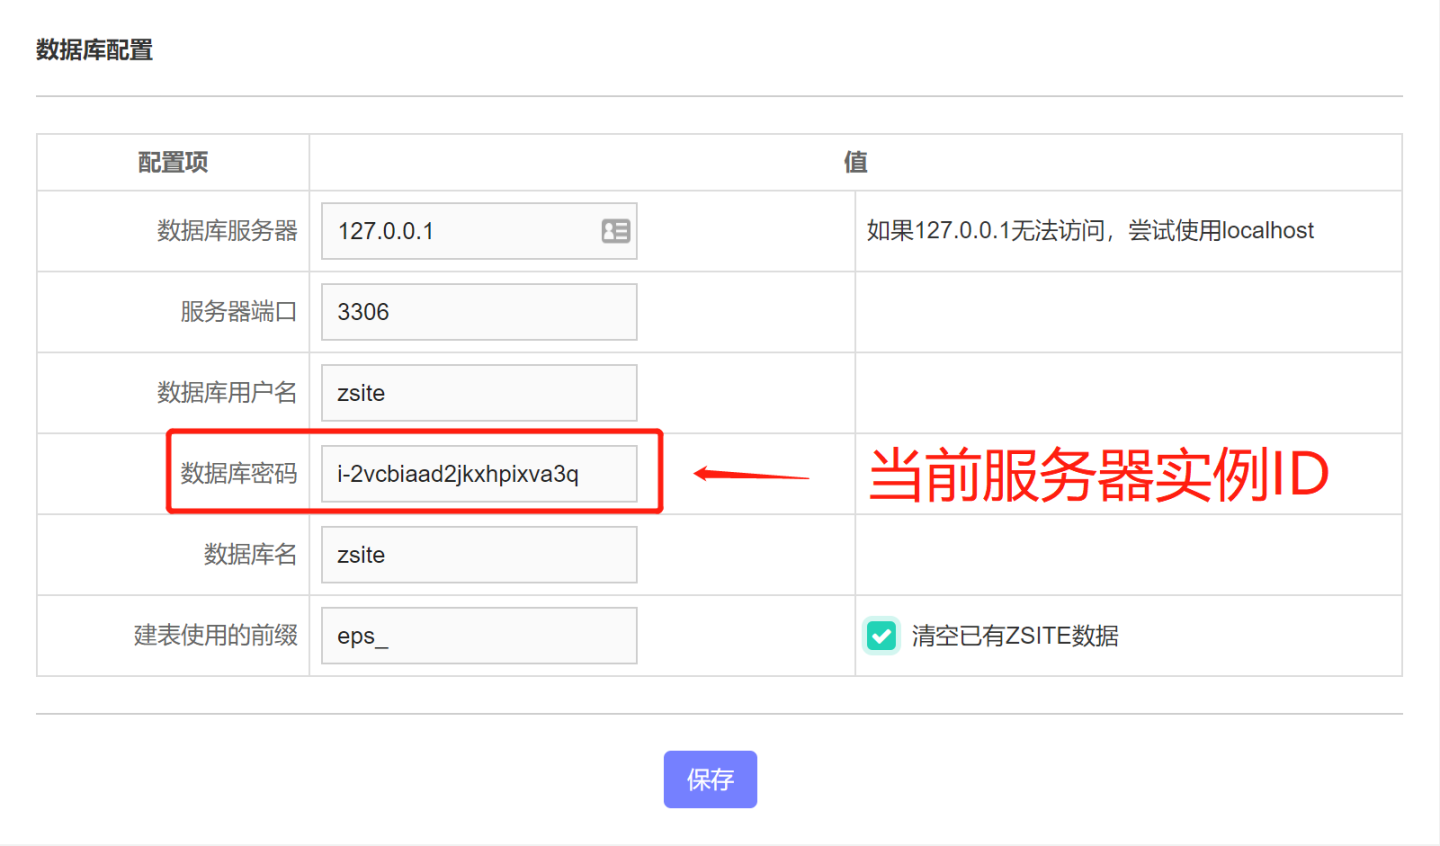 数据库配置
配置项 值
数据库服务器 127.0.0.1 如果127.0.0.1无法访问，尝试使用localhost
服务器端口 3306
数据库用户名 zsite
数据库密码 i-2vcbiaad2jkxhpixva3q 当前服务器实例ID
数据库名 zsite
建表使用的前缀 eps_ 清空已有ZSITE数据
保存